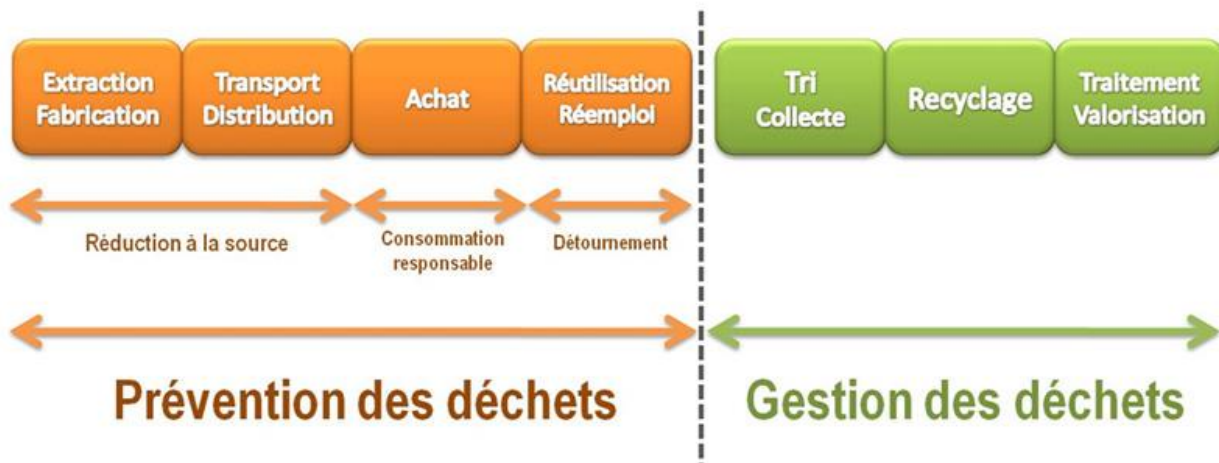 Extraction
Fabrication
Transport
Distribution
Achat
Réutilisation
Réemploi
Tri
Collecte
Recyclage
Traitement
Valorisation
Réduction à la source
Consommation
responsable
Détournement
Prévention des déchets
Gestion des déchets